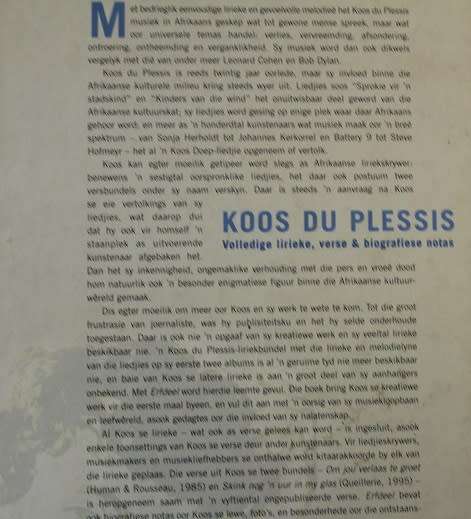 Met bedrieglik eenvoudige lirieke en gevoelvolle melodieë het Koos du Plessis
musiek in Afrikaans geskep wat tot gewone mense spreek, maar wat
oor universele temas handel: verlies, vervreemding, afsondering,
ontroering, ontheemding en verganklikheid. Sy musiek word dan ook dikwels
vergelyk met dié van onder meer Leonard Cohen en Bob Dylan.
Koos du Plessis is reeds twintig jaar oorlede, maar sy invloed binne die
Afrikaanse kulturele milieu kring steeds wyer uit. Liedjies soos "Sprokie vir 'n
stadskind" en "Kinders van die wind" het onuitwisbaar deel geword van die
Afrikaanse kultuurskat; sy liedjies word gesing op enige plek waar daar Afrikaans
gehoor word; en meer as 'n honderdtal kunstenaars wat musiek maak oor 'n breë
spektrum – van Sonja Herholdt tot Johannes Kerkorrel en Battery 9 tot Steve
Hofmeyr – het al 'n Koos Doep-liedjie opgeneem of vertolk.
Koos kan egter moeilik getipeer word slegs as Afrikaanse liriekskrywer:
benewens 'n sestigtal oorspronklike liedjies, het daar ook postuum twee
versbundels onder sy naam verskyn. Daar is steeds 'n aanvraag na Koos
se eie vertolkings van sy
liedjies, wat daarop dui
dat hy ook vir homself 'n
staanplek as uitvoerende
kunstenaar afgebaken het.
KOOS DU PLESSIS
Volledige lirieke, verse & biografiese notas
Dan het sy inkennigheid, ongemaklike verhouding met die pers en vroeë dood
hom natuurlik ook 'n besonder enigmatiese figuur binne die Afrikaanse kultuur-
wêreld gemaak.
Dis egter moeilik om meer oor Koos en sy werk te wete te kom. Tot die groot
frustrasie van joernaliste, was hy publisiteitsku en het hy selde onderhoude
toegestaan. Daar is ook nie 'n opgaaf van sy kreatiewe werk en sy veeltal lirieke
beskikbaar nie. 'n Koos du Plessis-liriekbundel met die lirieke en melodielyne
van die liedjies op sy eerste twee albums is al 'n geruime tyd nie meer beskikbaar
nie, en baie van Koos se latere lirieke is aan 'n groot deel van sy aanhangers
onbekend. Met Erfdeel word hierdie leemte gevul. Die boek bring Koos se kreatiewe
werk vir die eerste maal byeen, en vul dit aan met 'n oorsig van sy musiekloopbaan
en leefwêreld, asook gedagtes oor die invloed van sy nalatenskap.
Al Koos se lirieke – wat ook as verse gelees kan word – is ingesluit, asook
enkele toonsettings van Koos se verse deur ander kunstenaars. Vir liedjieskrywers,
musiekmakers en musiekliefhebbers se onthalwe word kitaarakkoorde by elk van
die lirieke geplaas. Die verse uit Koos se twee bundels – Om jou verlaas te groet
(Human & Rousseau, 1985) en Skink nog 'n uur in my glas (Queillerie, 1995) –
is heropgeneem saam met 'n vyftiental ongepubliseerde verse. Erfdeel bevat
ook biografiese notas oor Koos se lewe, foto's, en besonderhede oor die ontstaans-